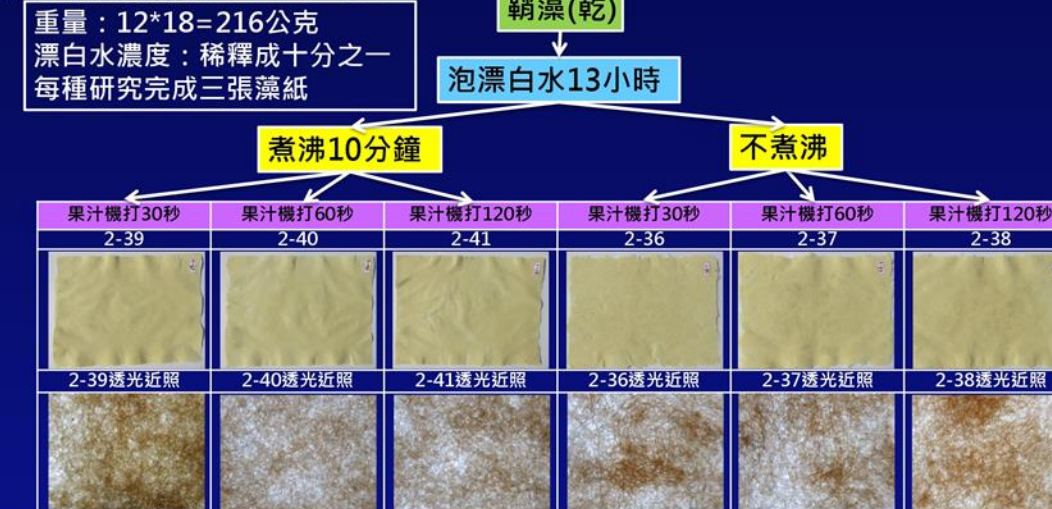 重量：12*18=216公克
漂白水濃度：稀釋成十分之一
每種研究完成三張藻紙
鞘藻(乾)
泡漂白水13小時
煮沸10分鐘
不煮沸
果汁機打30秒 果汁機打60秒 果汁機打120秒 果汁機打30秒 果汁機打60秒 果汁機打120秒
2-39 2-40 2-41 2-36 2-37 2-38
2-39透光近照 2-40透光近照 2-41透光近照 2-36透光近照 2-37透光近照 2-38透光近照